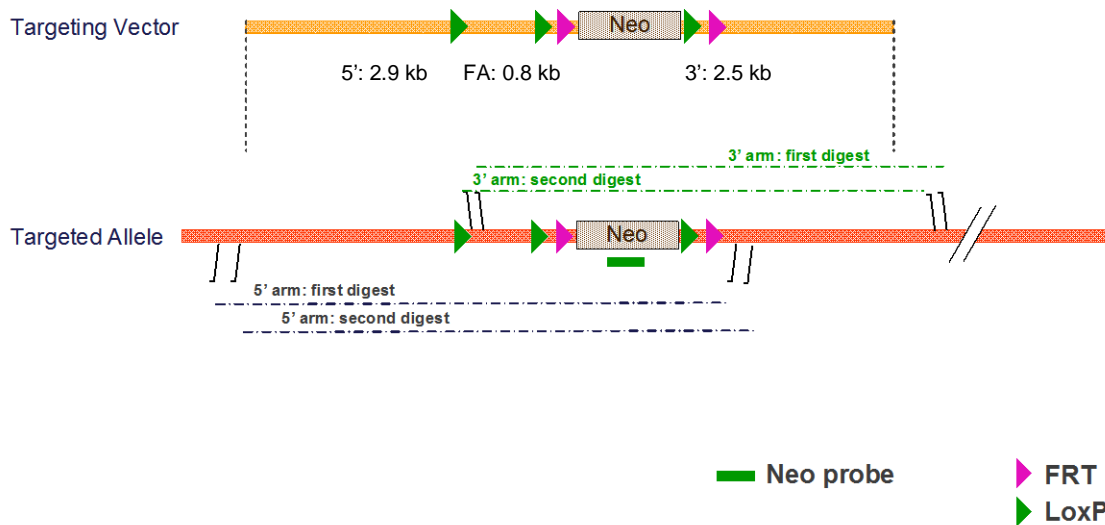 Targeting Vector
Neo
5’: 2.9 kb FA: 0.8 kb 3’: 2.5 kb
3’ arm: first digest
3’ arm: second digest
Targeted Allele
Neo
5’ arm: first digest
5’ arm: second digest
Neo probe
FRT
LoxP